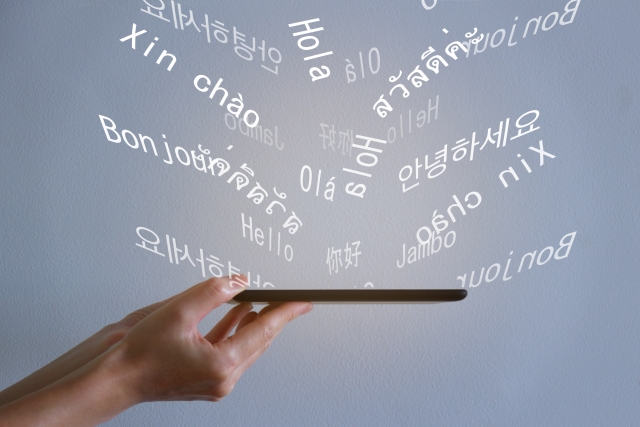 Bonjour
안녕하세요
Hola
Xin chào
Olá
สวัสดีค่ะ
Hello
Jambo
你好
Bonjour
Hola
안녕하세요
Xin chào
สวัสดีค่ะ
Olá
Hello
你好
Jambo
안녕하세요
Bonjour